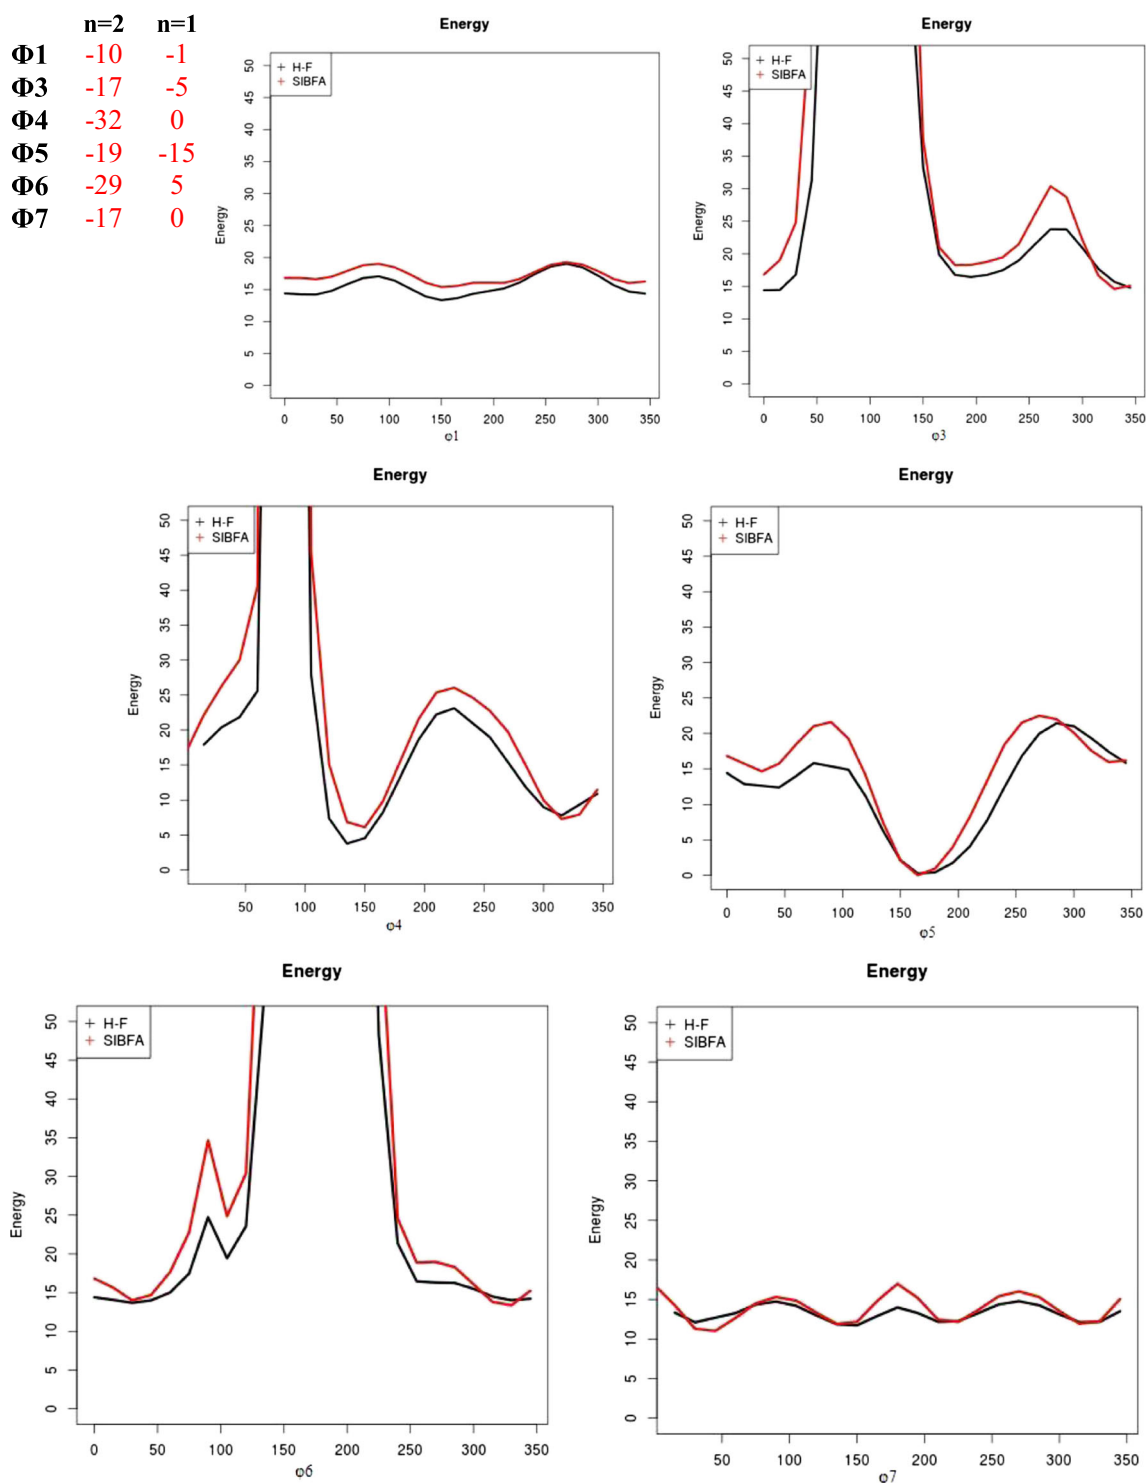 n=2 n=1
Φ1 -10 -1
Φ3 -17 -5
Φ4 -32 0
Φ5 -19 -15
Φ6 -29 5
Φ7 -17 0
Energy
H-F
SIBFA
Energy
50
45
40
35
30
25
20
15
10
5
0
0 50 100 150 200 250 300 350
φ1
Energy
H-F
SIBFA
Energy
50
45
40
35
30
25
20
15
10
5
0
0 50 100 150 200 250 300 350
φ3
Energy
H-F
SIBFA
Energy
50
45
40
35
30
25
20
15
10
5
0
50 100 150 200 250 300 350
φ4
Energy
H-F
SIBFA
Energy
50
45
40
35
30
25
20
15
10
5
0
0 50 100 150 200 250 300 350
φ5
Energy
H-F
SIBFA
Energy
50
45
40
35
30
25
20
15
10
5
0
0 50 100 150 200 250 300 350
φ6
Energy
H-F
SIBFA
Energy
50
45
40
35
30
25
20
15
10
5
0
50 100 150 200 250 300 350
φ7